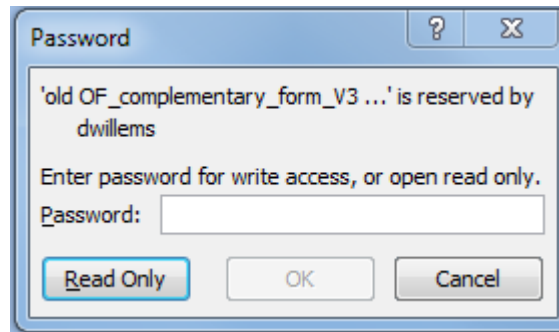 Password
?
'old OF_complementary_form_V3 ...' is reserved by
dwillems
Enter password for write access, or open read only.
Password:
Read Only
OK
Cancel